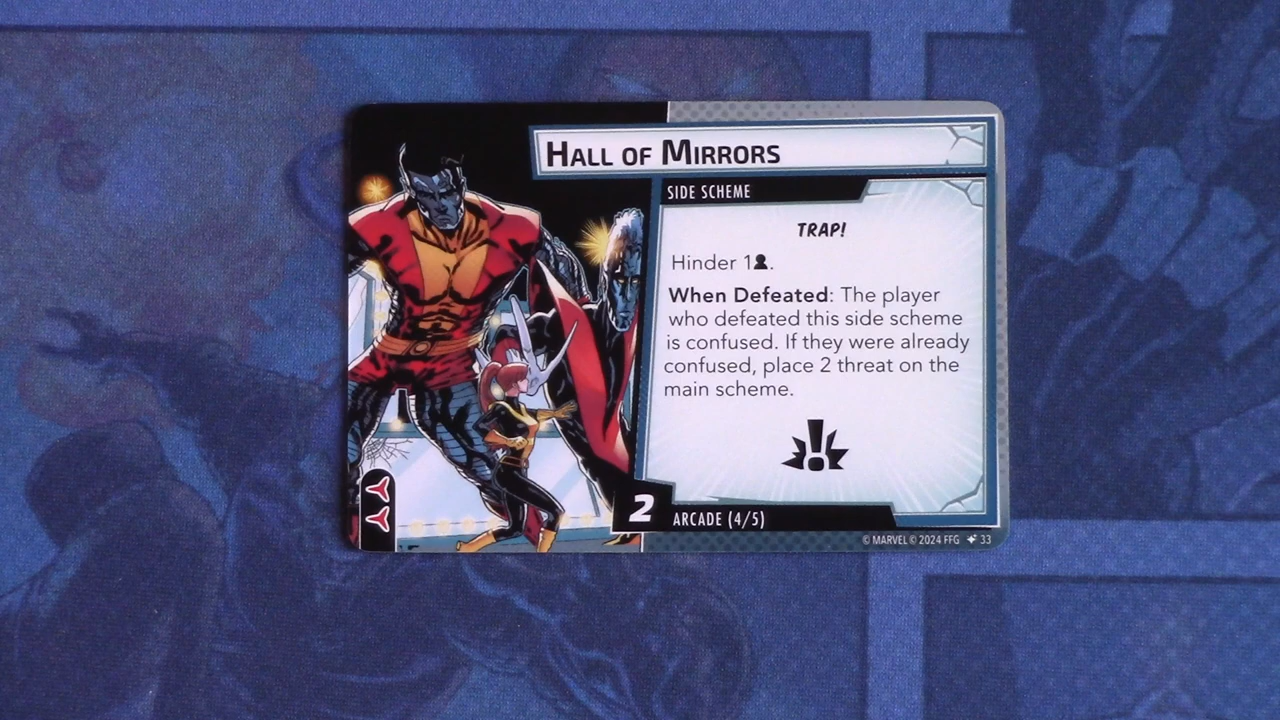 HALL OF MIRRORS
SIDE SCHEME
TRAP!
Hinder 1.
When Defeated: The player
who defeated this side scheme
is confused. If they were already
confused, place 2 threat on the
main scheme.
2
ARCADE (4/5)
© MARVEL © 2024 FFG 33